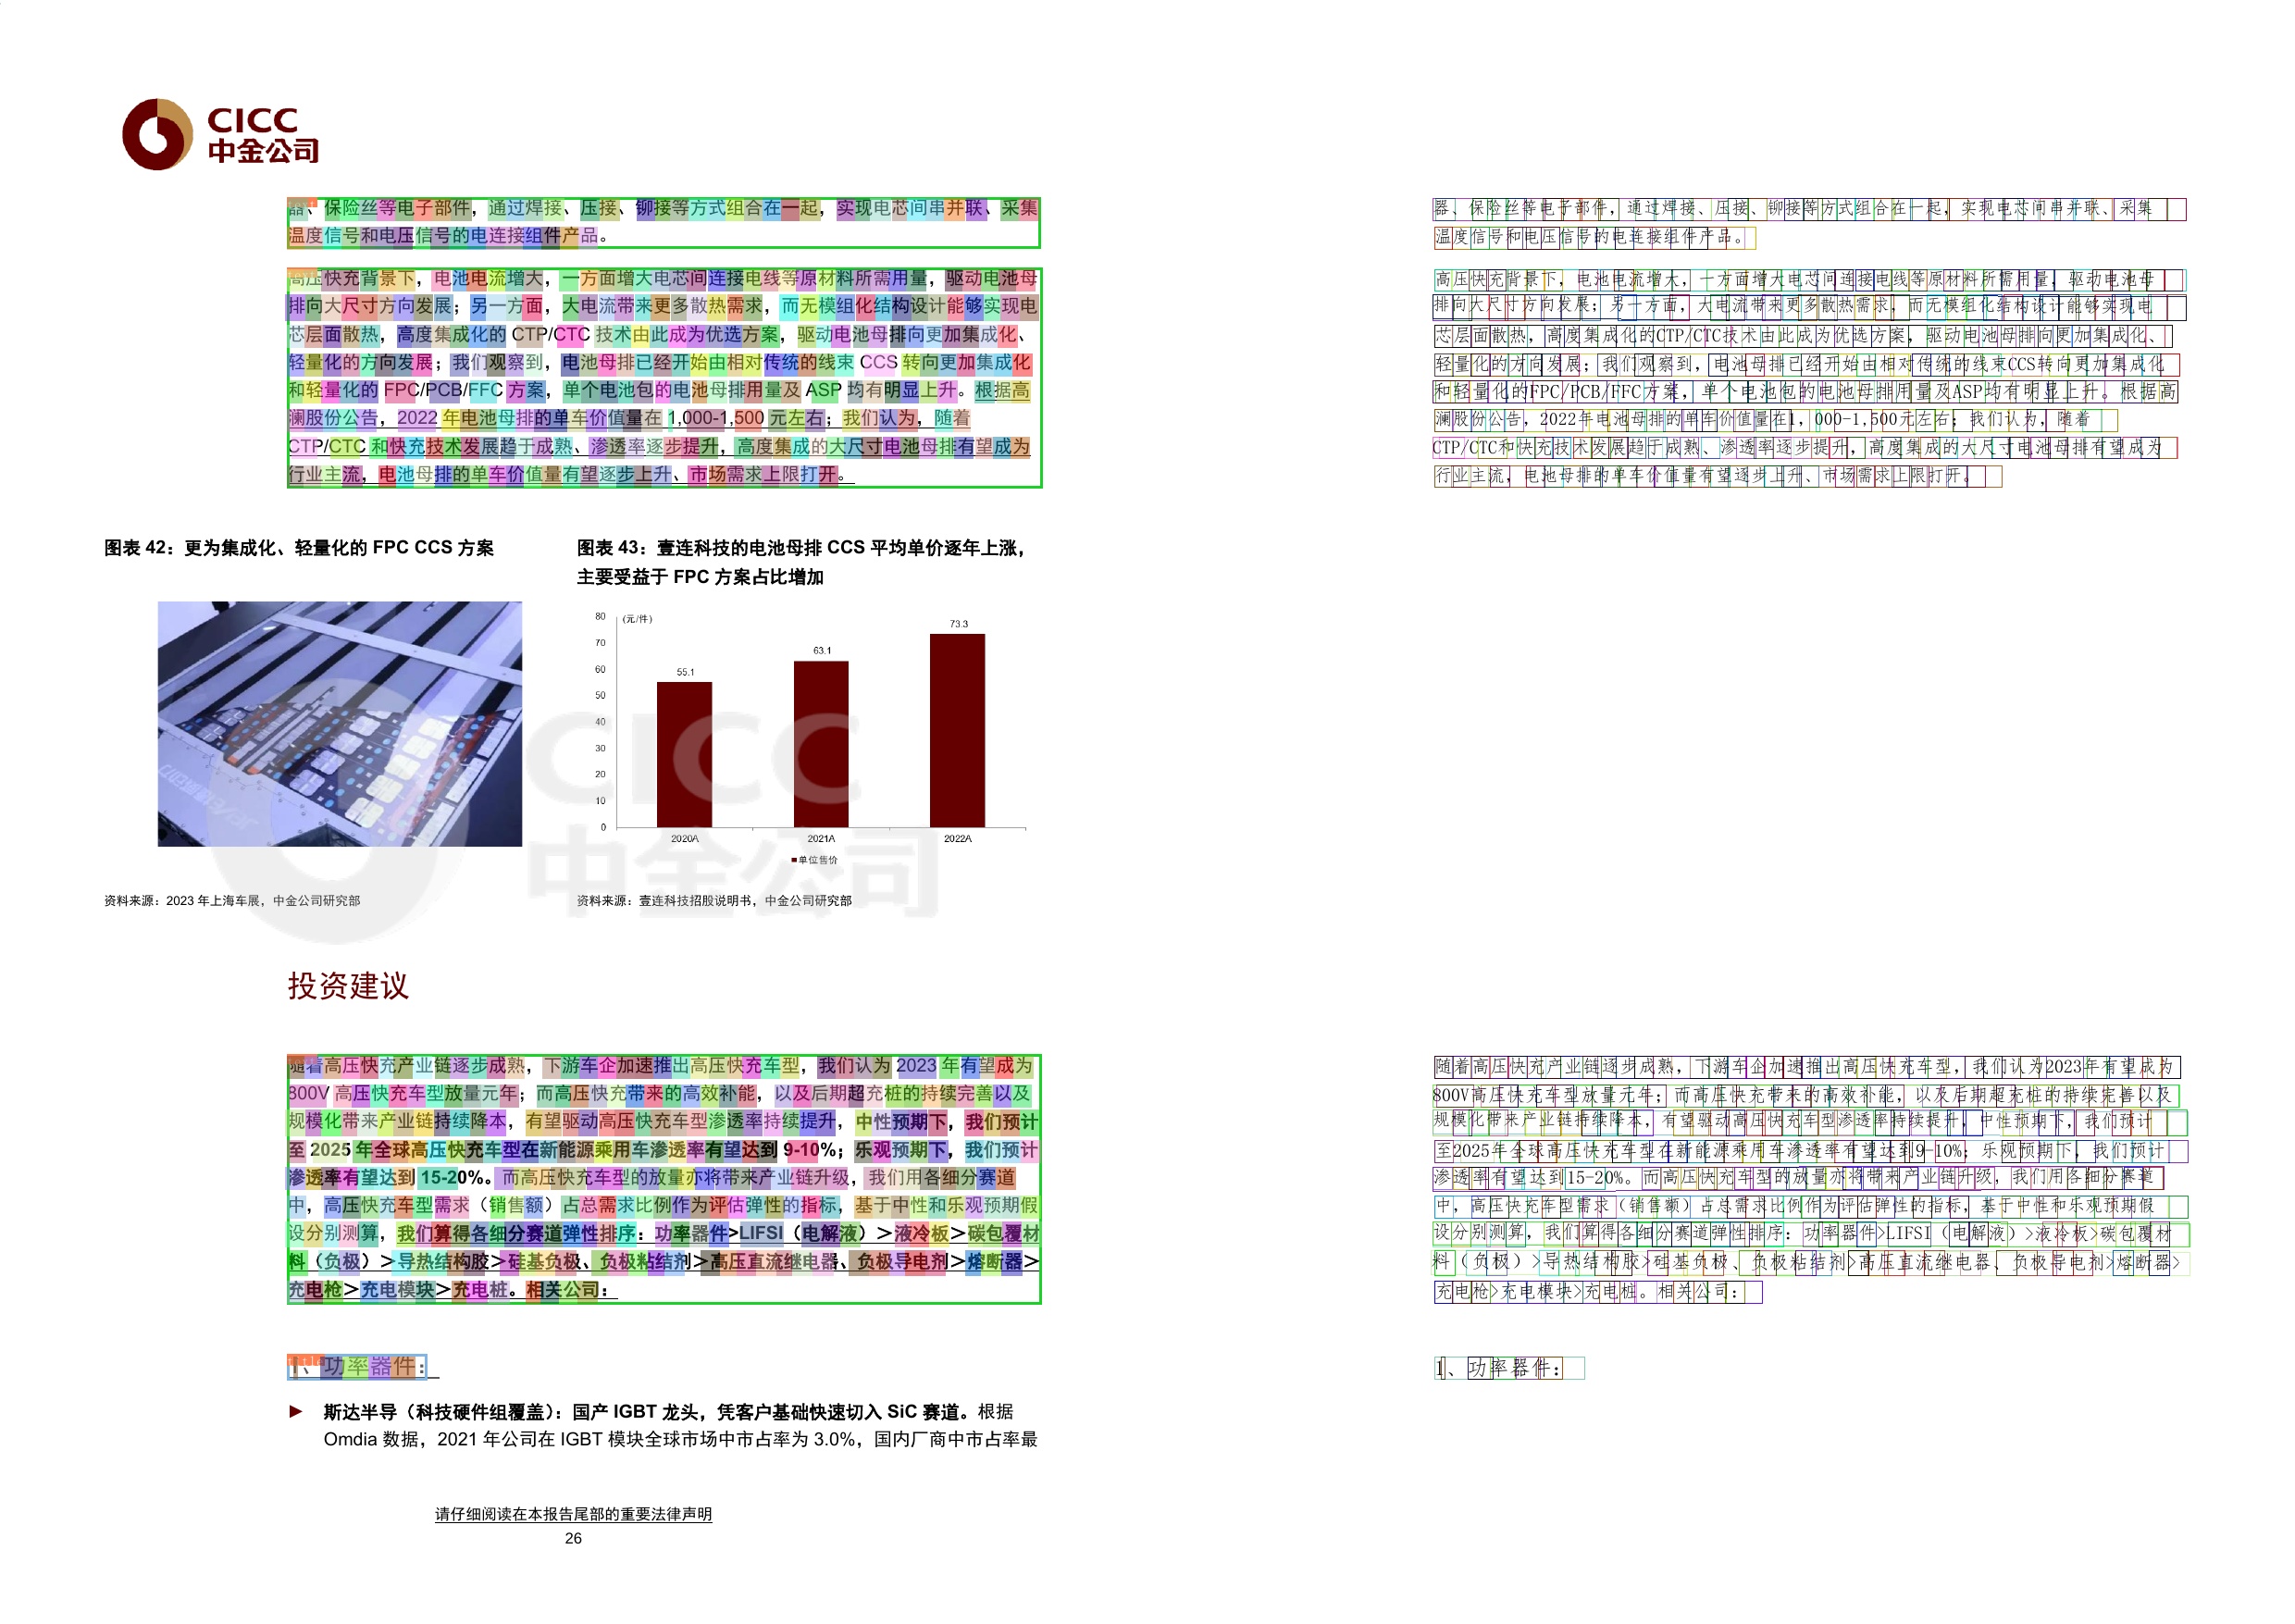 CICC
中金公司
器、保险丝等电子部件，通过焊接、压接、铆接等方式组合在一起，实现电芯间串并联、采集
温度信号和电压信号的电连接组件产品。
高压快充背景下，电池电流增大，一方面增大电芯间连接电线等原材料所需用量，驱动电池母
排向大尺寸方向发展；另一方面，大电流带来更多散热需求，而无模组化结构设计能够实现电
芯层面散热，高度集成化的 CTP/CTC 技术由此成为优选方案，驱动电池母排向更加集成化、
轻量化的方向发展；我们观察到，电池母排已经开始由相对传统的线束 CCS 转向更加集成化
和轻量化的 FPC/PCB/FFC 方案，单个电池包的电池母排用量及 ASP 均有明显上升。根据高
澜股份公告，2022 年电池母排的单车价值量在 1,000-1,500 元左右；我们认为，随着
CTP/CTC 和快充技术发展趋于成熟、渗透率逐步提升，高度集成的大尺寸电池母排有望成为
行业主流，电池母排的单车价值量有望逐步上升、市场需求上限打开。
图表 42：更为集成化、轻量化的 FPC CCS 方案
图表 43：壹连科技的电池母排 CCS 平均单价逐年上涨，
主要受益于 FPC 方案占比增加
(元/件)
80
70
60
50
40
30
20
10
0
55.1
63.1
73.3
2020A
2021A
2022A
单位售价
CICC
中金公司
资料来源：2023 年上海车展，中金公司研究部
资料来源：壹连科技招股说明书，中金公司研究部
投资建议
随着高压快充产业链逐步成熟，下游车企加速推出高压快充车型，我们认为 2023 年有望成为
800V 高压快充车型放量元年；而高压快充带来的高效补能，以及后期超充桩的持续完善以及
规模化带来产业链持续降本，有望驱动高压快充车型渗透率持续提升，中性预期下，我们预计
至 2025 年全球高压快充车型在新能源乘用车渗透率有望达到 9-10%；乐观预期下，我们预计
渗透率有望达到 15-20%。而高压快充车型的放量亦将带来产业链升级，我们用各细分赛道
中，高压快充车型需求（销售额）占总需求比例作为评估弹性的指标，基于中性和乐观预期假
设分别测算，我们算得各细分赛道弹性排序：功率器件>LIFSI（电解液）>液冷板>碳包覆材
料（负极）>导热结构胶>硅基负极、负极粘结剂>高压直流继电器、负极导电剂>熔断器>
充电枪>充电模块>充电桩。相关公司：
1、功率器件：
► 斯达半导（科技硬件组覆盖）：国产 IGBT 龙头，凭客户基础快速切入 SiC 赛道。根据
Omdia 数据，2021 年公司在 IGBT 模块全球市场中市占率为 3.0%，国内厂商中市占率最
请仔细阅读在本报告尾部的重要法律声明
26
器、保险丝等电子部件，通过焊接、压接、铆接等方式组合在一起，实现电芯间串并联、采集
温度信号和电压信号的电连接组件产品。
高压快充背景下，电池电流增大，一方面增大电芯间连接电线等原材料所需用量，驱动电池母
排向大尺寸方向发展；另一方面，大电流带来更多散热需求，而无模组化结构设计能够实现电
芯层面散热，高度集成化的CTP/CTC技术由此成为优选方案，驱动电池母排向更加集成化、
轻量化的方向发展；我们观察到，电池母排已经开始由相对传统的线束CCS转向更加集成化
和轻量化的FPC/PCB/FFC方案，单个电池包的电池母排用量及ASP均有明显上升。根据高
澜股份公告，2022年电池母排的单车价值量在1，000-1,500元左右；我们认为，随着
CTP/CTC和快充技术发展趋于成熟、渗透率逐步提升，高度集成的大尺寸电池母排有望成为
行业主流，电池母排的单车价值量有望逐步上升、市场需求上限打开。
随着高压快充产业链逐步成熟，下游车企加速推出高压快充车型，我们认为2023年有望成为
800V高压快充车型放量元年；而高压快充带来的高效补能，以及后期超充桩的持续完善以及
规模化带来产业链持续降本，有望驱动高压快充车型渗透率持续提升，中性预期下，我们预计
至2025年全球高压快充车型在新能源乘用车渗透率有望达到9-10%；乐观预期下，我们预计
渗透率有望达到15-20%。而高压快充车型的放量亦将带来产业链升级，我们用各细分赛道
中，高压快充车型需求（销售额）占总需求比例作为评估弹性的指标，基于中性和乐观预期假
设分别测算，我们算得各细分赛道弹性排序：功率器件>LIFSI（电解液）>液冷板>碳包覆材
料（负极）>导热结构胶>硅基负极、负极粘结剂>高压直流继电器、负极导电剂>熔断器>
充电枪>充电模块>充电桩。相关公司：
1、功率器件：